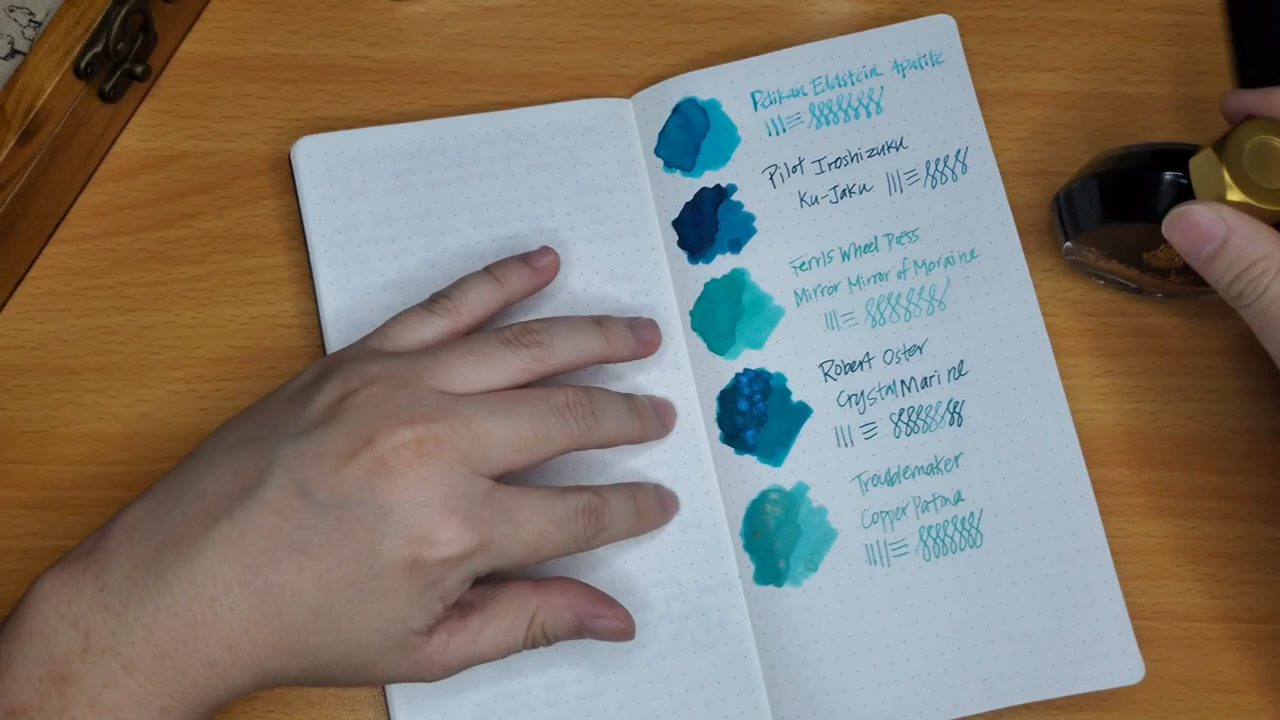 Pelikan Edelstein Apatite
Pilot Iroshizuku
Ku-Jaku
Ferris Wheel Press
Mirror Mirror of Moraine
Robert Oster
Crystal Marine
Troublemaker
Copper Patina